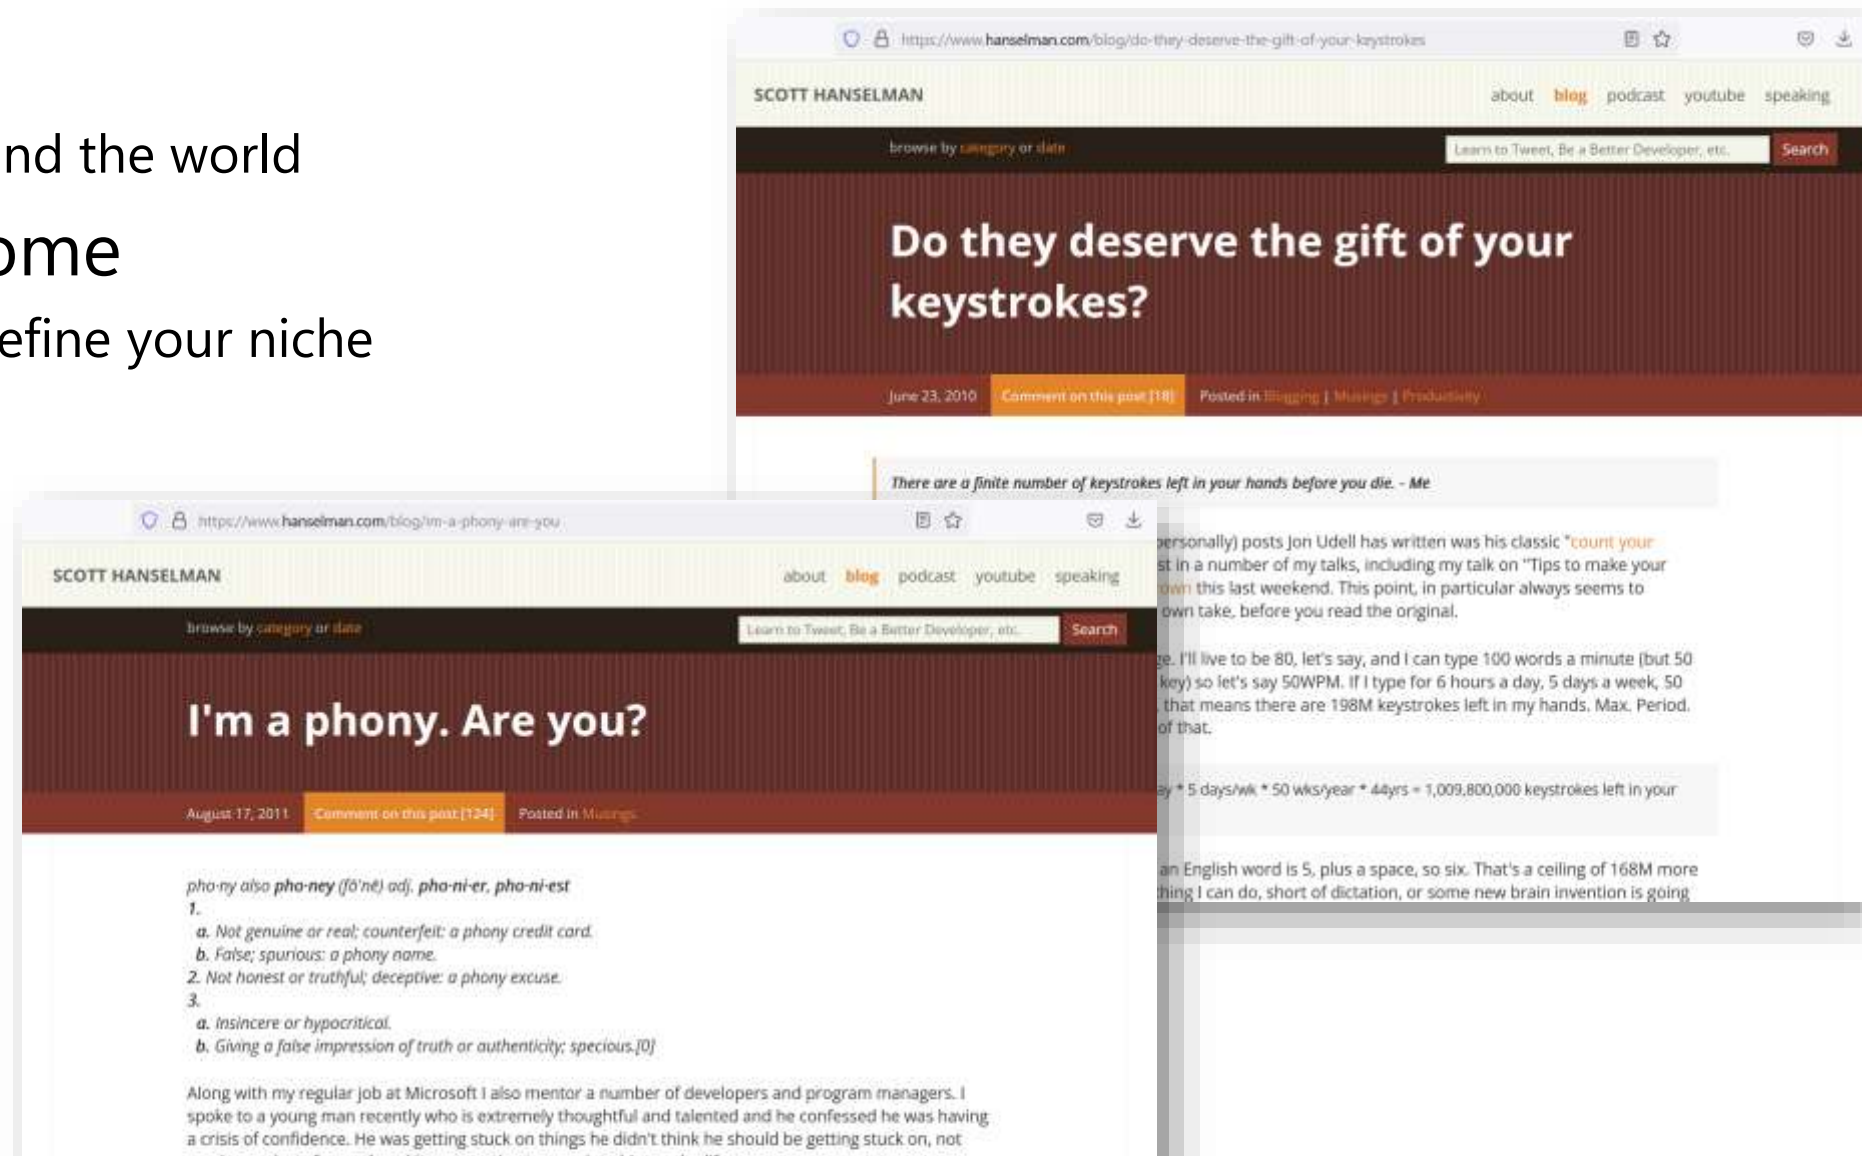 nd the world
ome
efine your niche
https://www.hanselman.com/blog/do-they-deserve-the-gift-of-your-keystrokes
SCOTT HANSELMAN
about blog podcast youtube speaking
browse by category or date
Learn to Tweet, Be a Better Developer, etc. Search
Do they deserve the gift of your
keystrokes?
June 23, 2010 Comment on this post [18] Posted in Blogging | Musings | Productivity
There are a finite number of keystrokes left in your hands before you die. - Me
personally) posts Jon Udell has written was his classic "count your
st in a number of my talks, including my talk on "Tips to make your
own this last weekend. This point, in particular always seems to
own take, before you read the original.
ge. I'll live to be 80, let's say, and I can type 100 words a minute (but 50
key) so let's say 50WPM. If I type for 6 hours a day, 5 days a week, 50
that means there are 198M keystrokes left in my hands. Max. Period.
of that.
ay * 5 days/wk * 50 wks/year * 44yrs = 1,009,800,000 keystrokes left in your
an English word is 5, plus a space, so six. That's a ceiling of 168M more
thing I can do, short of dictation, or some new brain invention is going
https://www.hanselman.com/blog/im-a-phony-are-you
SCOTT HANSELMAN
about blog podcast youtube speaking
browse by category or date
Learn to Tweet, Be a Better Developer, etc. Search
I'm a phony. Are you?
August 17, 2011 Comment on this post [124] Posted in Musings
pho·ny also pho·ney (fō'nē) adj. pho·ni·er, pho·ni·est
1.
a. Not genuine or real; counterfeit: a phony credit card.
b. False; spurious: a phony name.
2. Not honest or truthful; deceptive: a phony excuse.
3.
a. Insincere or hypocritical.
b. Giving a false impression of truth or authenticity; specious.[0]
Along with my regular job at Microsoft I also mentor a number of developers and program managers. I
spoke to a young man recently who is extremely thoughtful and talented and he confessed he was having
a crisis of confidence. He was getting stuck on things he didn't think he should be getting stuck on, not